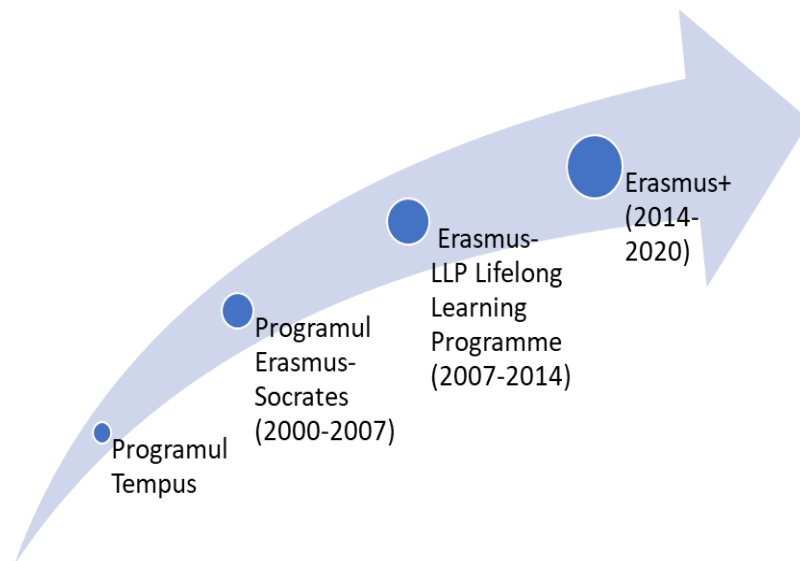 Programul
Tempus
Programul
Erasmus-
Socrates
(2000-2007)
Erasmus-
LLP Lifelong
Learning
Programme
(2007-2014)
Erasmus+
(2014-
2020)